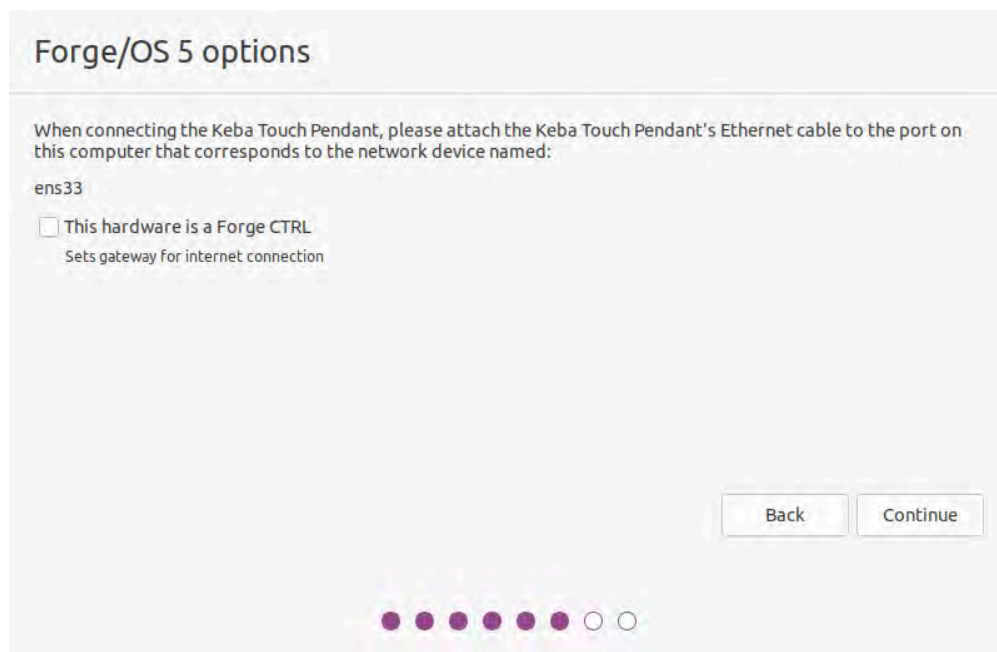 Forge/OS 5 options
When connecting the Keba Touch Pendant, please attach the Keba Touch Pendant's Ethernet cable to the port on
this computer that corresponds to the network device named:
ens33
This hardware is a Forge CTRL
Sets gateway for internet connection
Back Continue